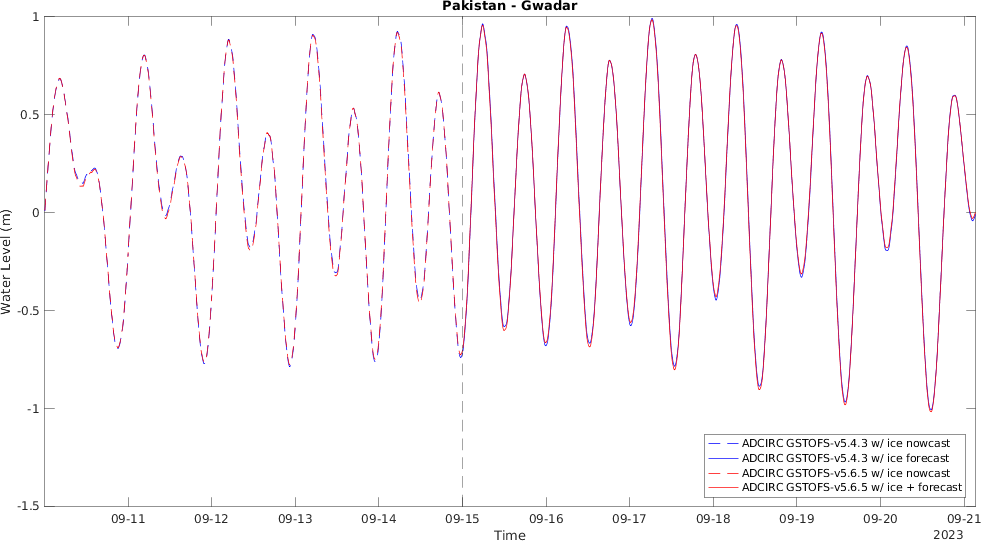 Pakistan - Gwadar
1
0.5
0
-0.5
-1
-1.5
Water Level (m)
ADCIRC GSTOFS-v5.4.3 w/ ice nowcast
ADCIRC GSTOFS-v5.4.3 w/ ice forecast
ADCIRC GSTOFS-v5.6.5 w/ ice nowcast
ADCIRC GSTOFS-v5.6.5 w/ ice + forecast
09-11 09-12 09-13 09-14 09-15 09-16 09-17 09-18 09-19 09-20 09-21
Time
2023